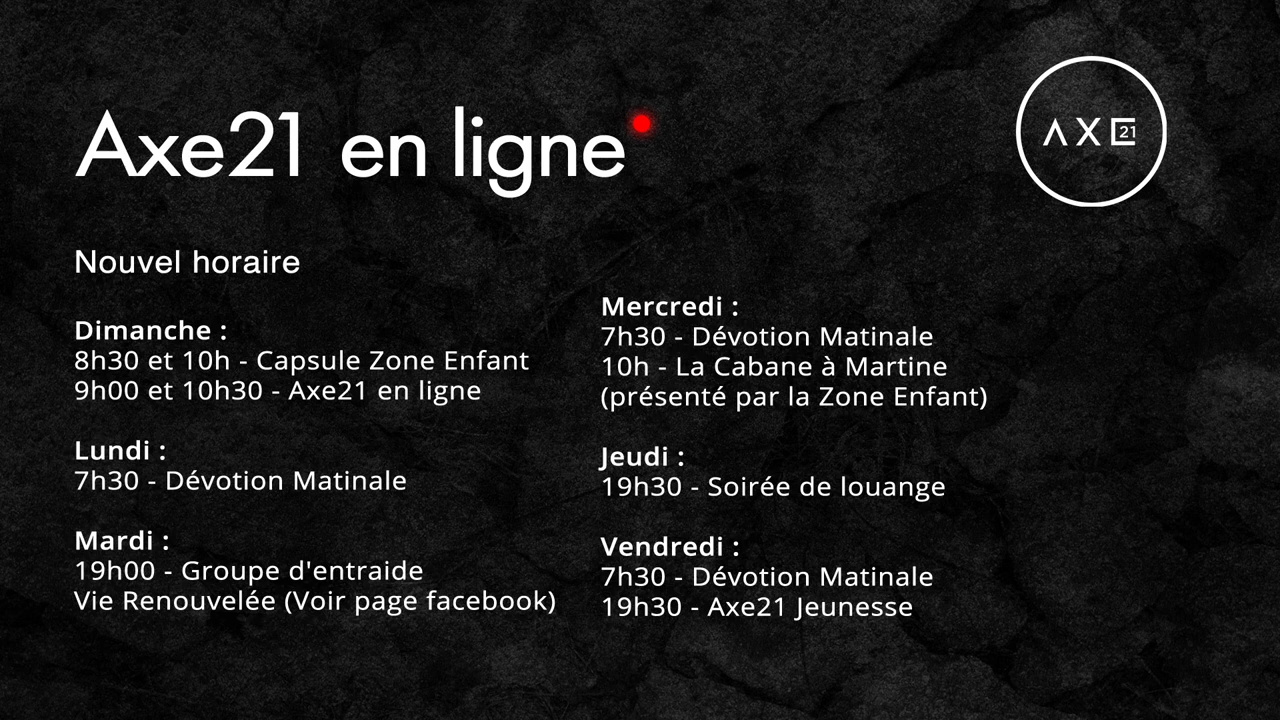 Axe21 en ligne
AXE 21
Nouvel horaire
Dimanche :
8h30 et 10h - Capsule Zone Enfant
9h00 et 10h30 - Axe21 en ligne
Lundi :
7h30 - Dévotion Matinale
Mardi :
19h00 - Groupe d'entraide
Vie Renouvelée (Voir page facebook)
Mercredi :
7h30 - Dévotion Matinale
10h - La Cabane à Martine
(présenté par la Zone Enfant)
Jeudi :
19h30 - Soirée de louange
Vendredi :
7h30 - Dévotion Matinale
19h30 - Axe21 Jeunesse